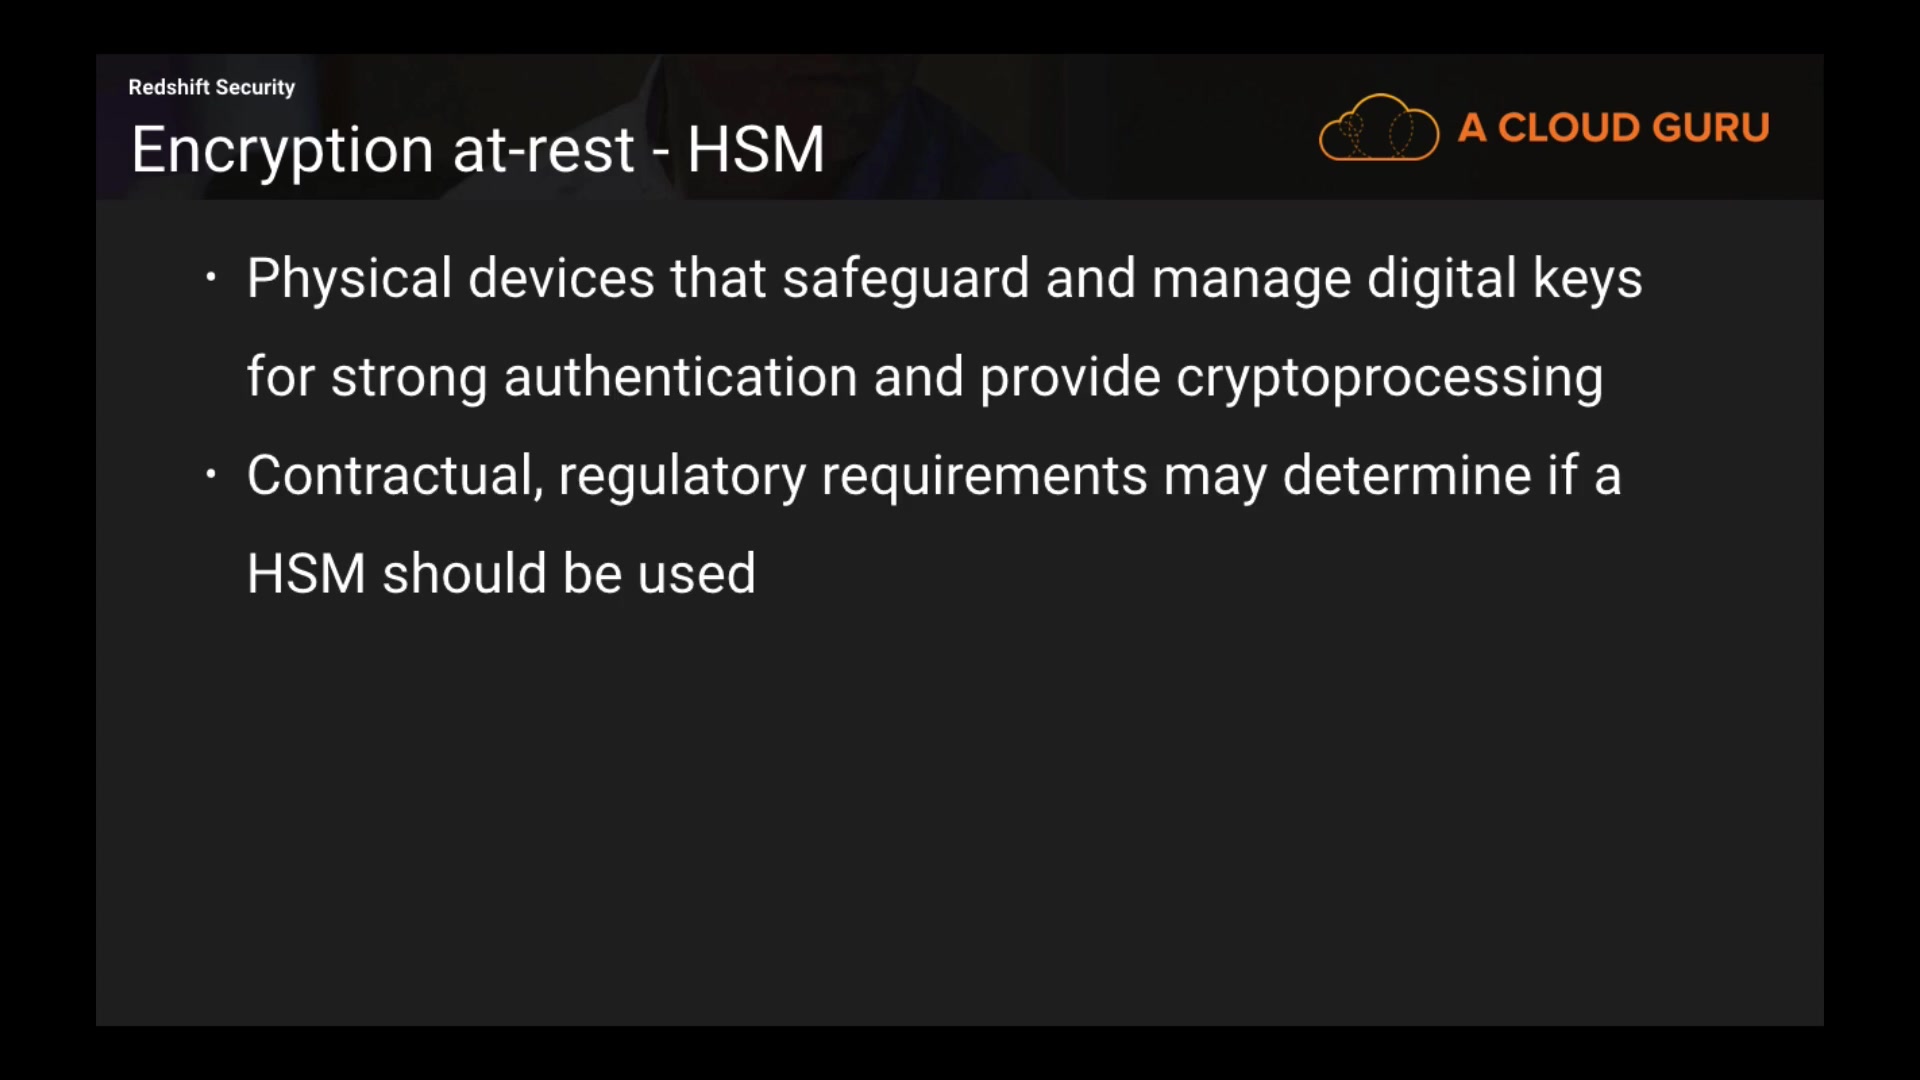 Redshift Security
Encryption at-rest - HSM
A CLOUD GURU
• Physical devices that safeguard and manage digital keys
for strong authentication and provide cryptoprocessing
• Contractual, regulatory requirements may determine if a
HSM should be used